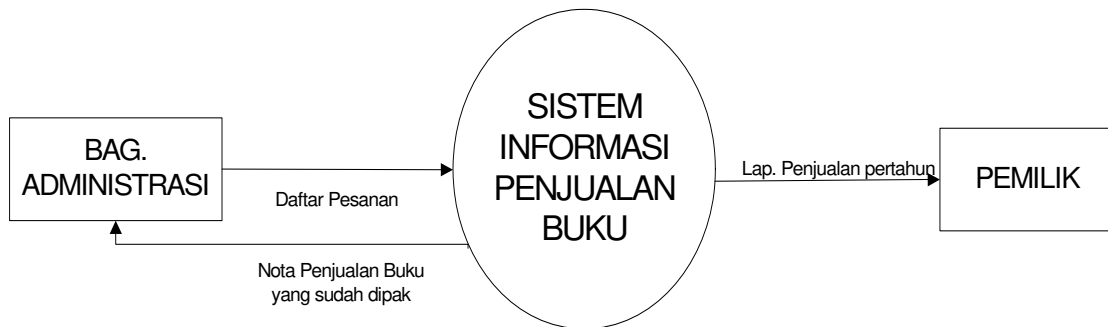 BAG.
ADMINISTRASI
Daftar Pesanan
Nota Penjualan Buku
yang sudah dipak
SISTEM
INFORMASI
PENJUALAN
BUKU
Lap. Penjualan pertahun
PEMILIK